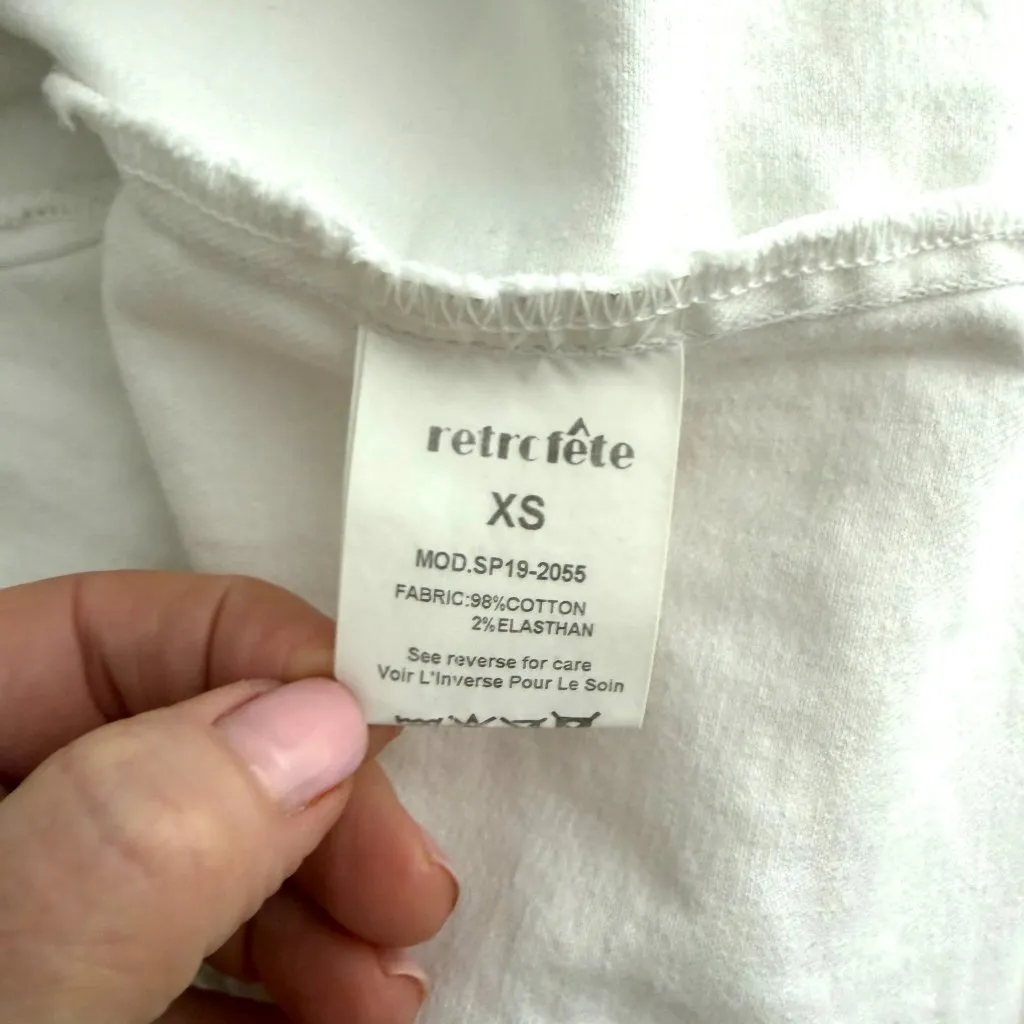 retrofête
XS
MOD.SP19-2055
FABRIC:98%COTTON
2%ELASTHAN
See reverse for care
Voir L'Inverse Pour Le Soin